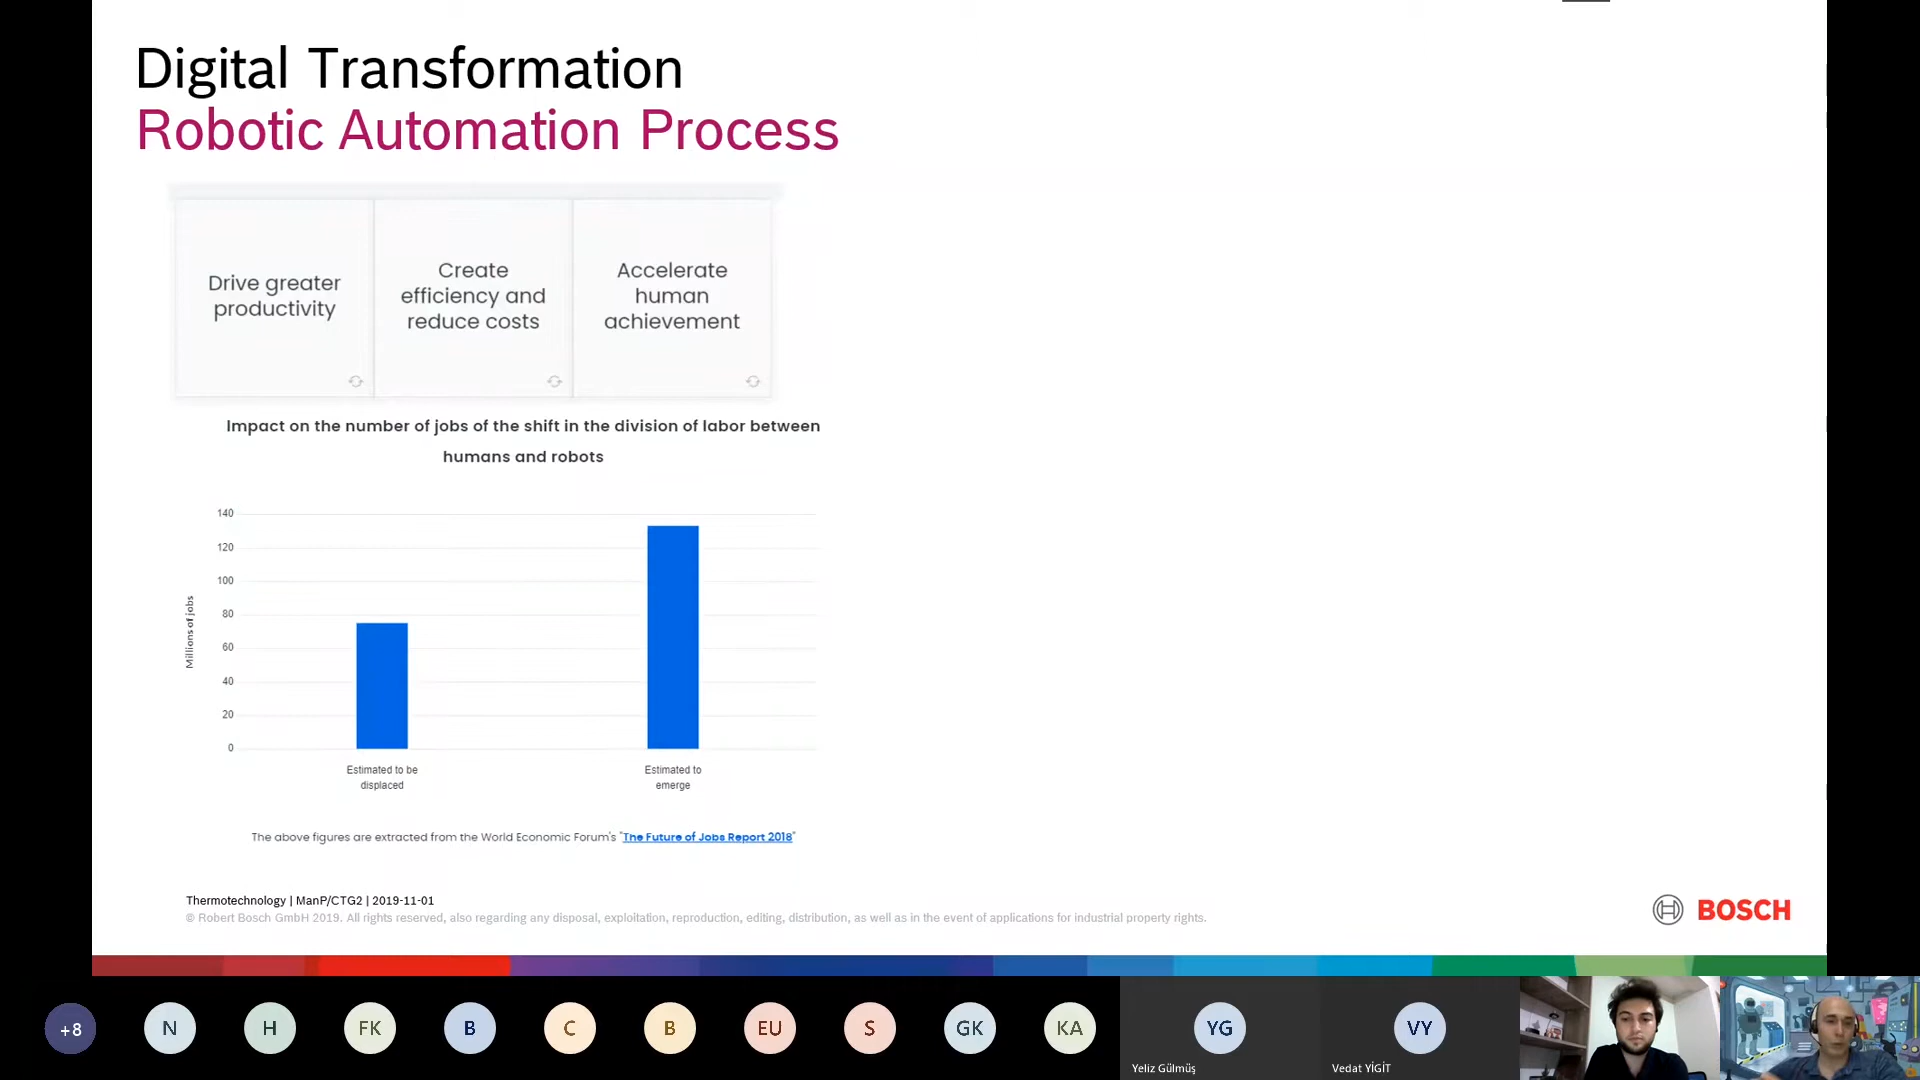 Digital Transformation
Robotic Automation Process
Drive greater
productivity
Create
efficiency and
reduce costs
Accelerate
human
achievement
Impact on the number of jobs of the shift in the division of labor between
humans and robots
Millions of jobs
140
120
100
80
60
40
20
0
Estimated to be
displaced
Estimated to
emerge
The above figures are extracted from the World Economic Forum's "The Future of Jobs Report 2018"
Thermotechnology | ManP/CTG2 | 2019-11-01
© Robert Bosch GmbH 2019. All rights reserved, also regarding any disposal, exploitation, reproduction, editing, distribution, as well as in the event of applications for industrial property rights.
BOSCH
+8
N
H
FK
B
C
B
EU
S
GK
KA
YG
Yeliz Gülmüş
VY
Vedat YİGİT